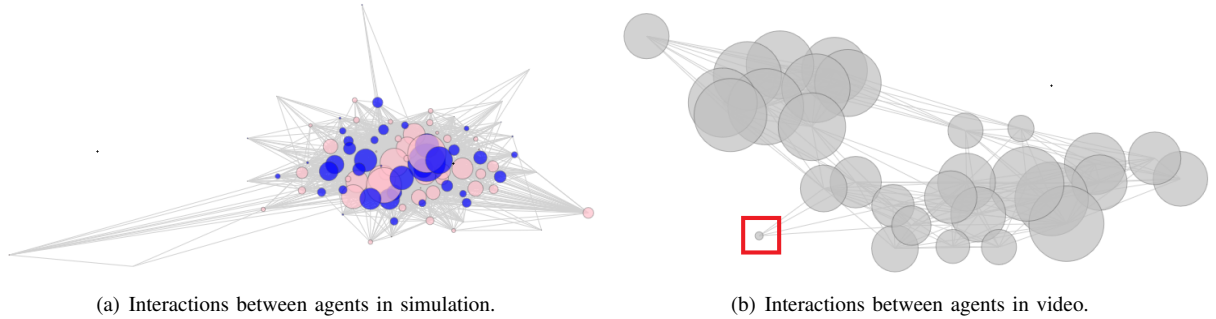 (a) Interactions between agents in simulation.
(b) Interactions between agents in video.